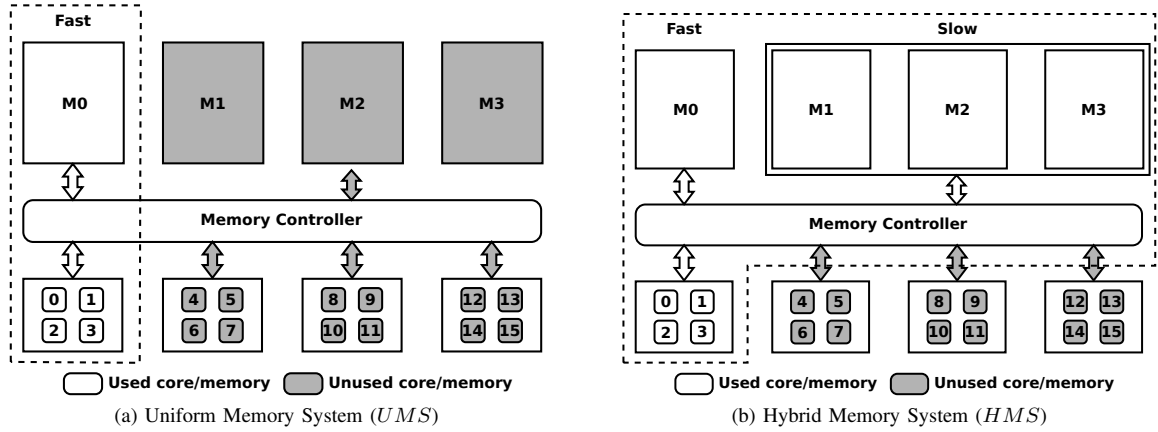 Fast
M0
M1
M2
M3
Memory Controller
0 1
2 3
4 5
6 7
8 9
10 11
12 13
14 15
Used core/memory
Unused core/memory
(a) Uniform Memory System (UMS)
Fast
Slow
M0
M1
M2
M3
Memory Controller
0 1
2 3
4 5
6 7
8 9
10 11
12 13
14 15
Used core/memory
Unused core/memory
(b) Hybrid Memory System (HMS)